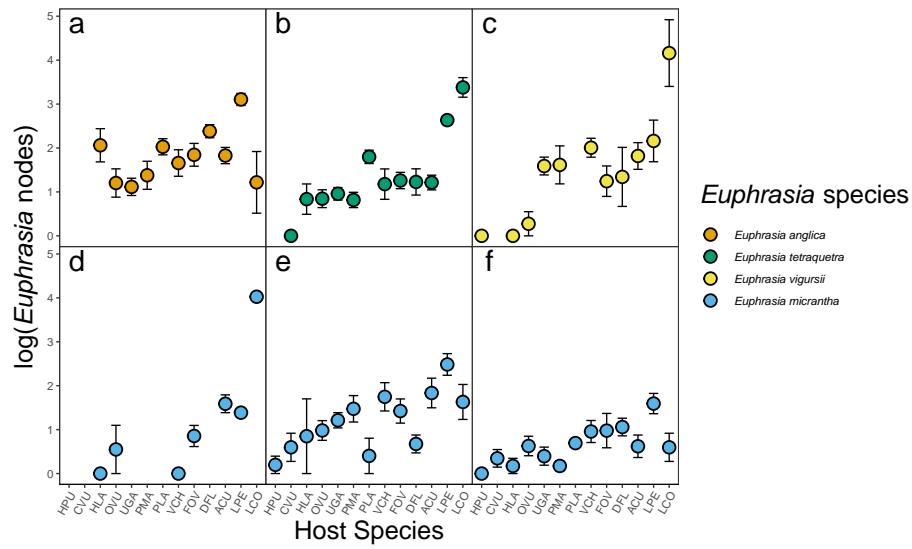 a
b
c
5
4
3
2
1
0
d
e
f
5
4
3
2
1
0
log(Euphrasia nodes)
HPU CVU HLA OVU UGA PMA PLA VCH FOV DFL ACU LPE LCO
HPU CVU HLA OVU UGA PMA PLA VCH FOV DFL ACU LPE LCO
HPU CVU HLA OVU UGA PMA PLA VCH FOV DFL ACU LPE LCO
Host Species
Euphrasia species
Euphrasia anglica
Euphrasia tetraquetra
Euphrasia vigursii
Euphrasia micrantha